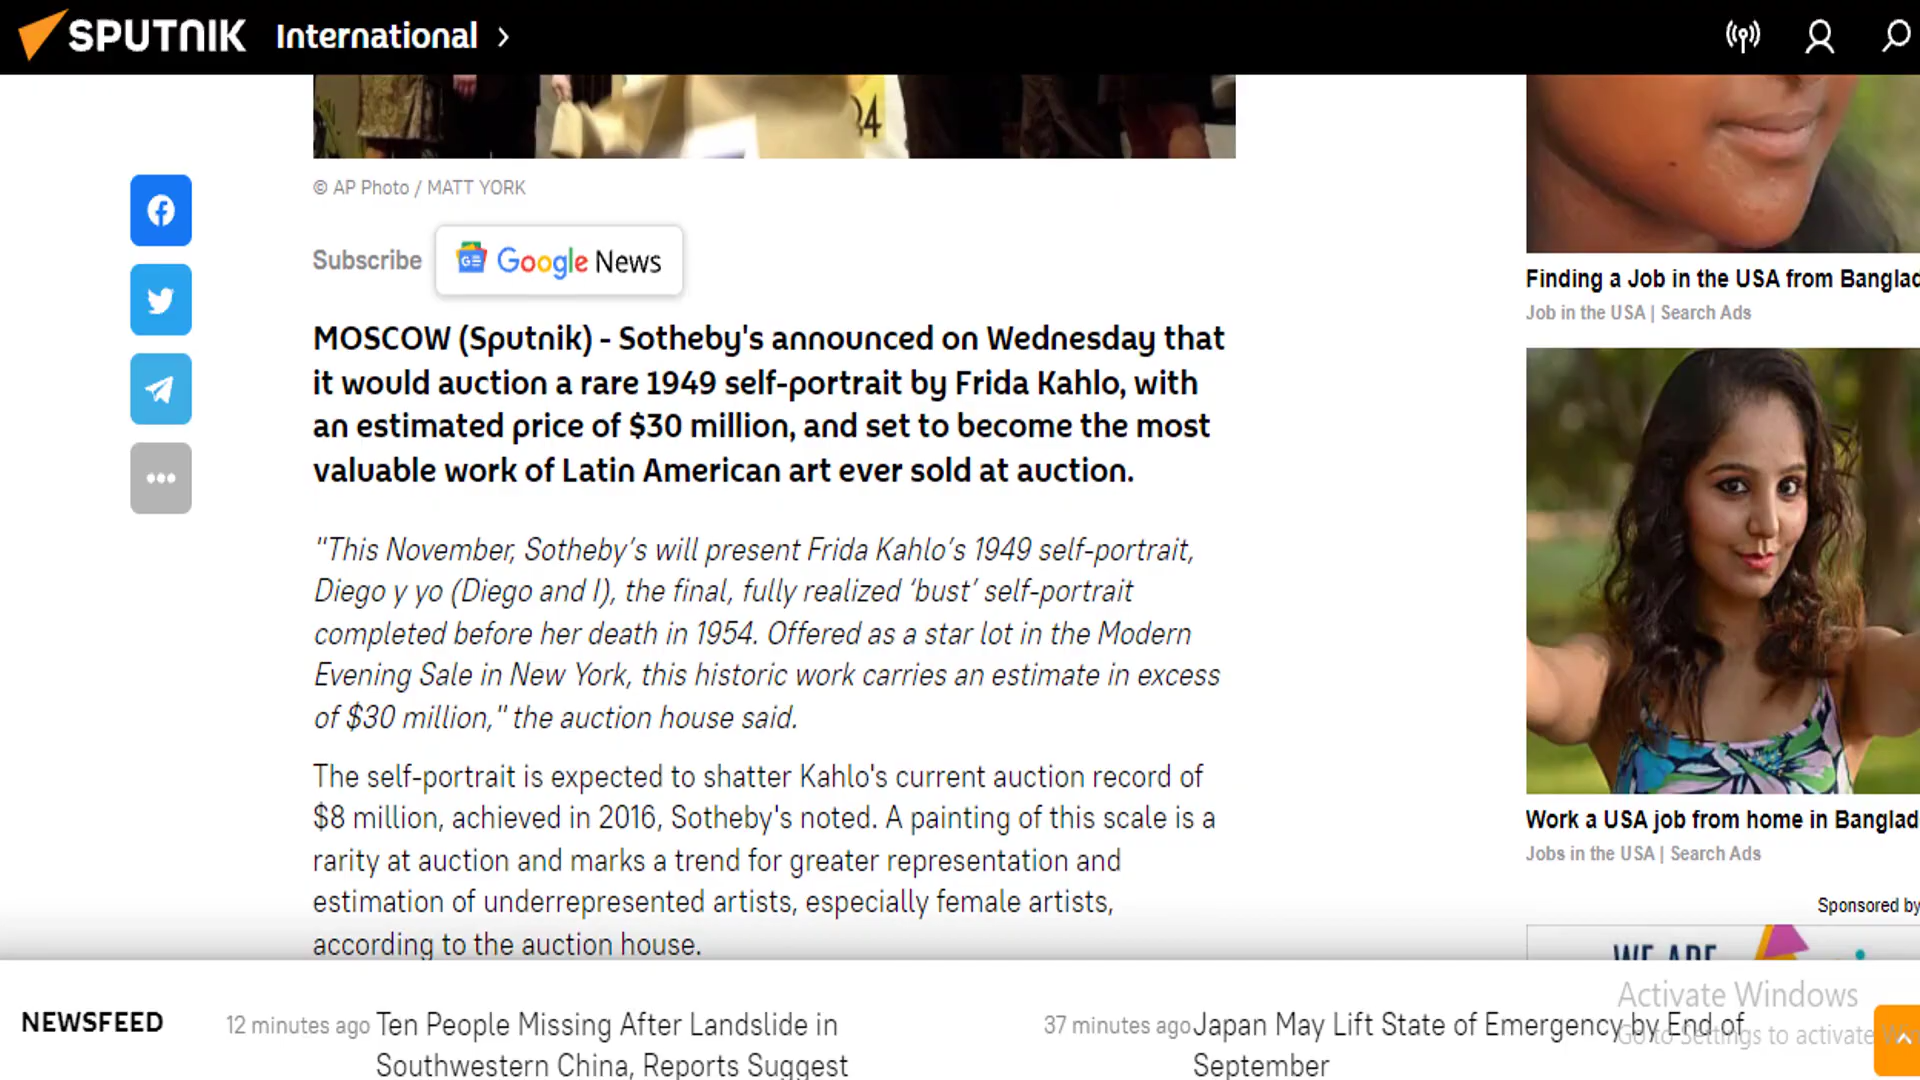 SPUTNIK International
© AP Photo / MATT YORK
Subscribe Google News
MOSCOW (Sputnik) - Sotheby's announced on Wednesday that
it would auction a rare 1949 self-portrait by Frida Kahlo, with
an estimated price of $30 million, and set to become the most
valuable work of Latin American art ever sold at auction.
"This November, Sotheby’s will present Frida Kahlo’s 1949 self-portrait,
Diego y yo (Diego and I), the final, fully realized ‘bust’ self-portrait
completed before her death in 1954. Offered as a star lot in the Modern
Evening Sale in New York, this historic work carries an estimate in excess
of $30 million," the auction house said.
The self-portrait is expected to shatter Kahlo's current auction record of
$8 million, achieved in 2016, Sotheby's noted. A painting of this scale is a
rarity at auction and marks a trend for greater representation and
estimation of underrepresented artists, especially female artists,
according to the auction house.
Finding a Job in the USA from Banglad
Job in the USA | Search Ads
Work a USA job from home in Banglad
Jobs in the USA | Search Ads
Sponsored by
WE ARE
NEWSFEED
12 minutes ago Ten People Missing After Landslide in
Southwestern China, Reports Suggest
37 minutes ago Japan May Lift State of Emergency by End of
September
Activate Windows
Go to Settings to activate